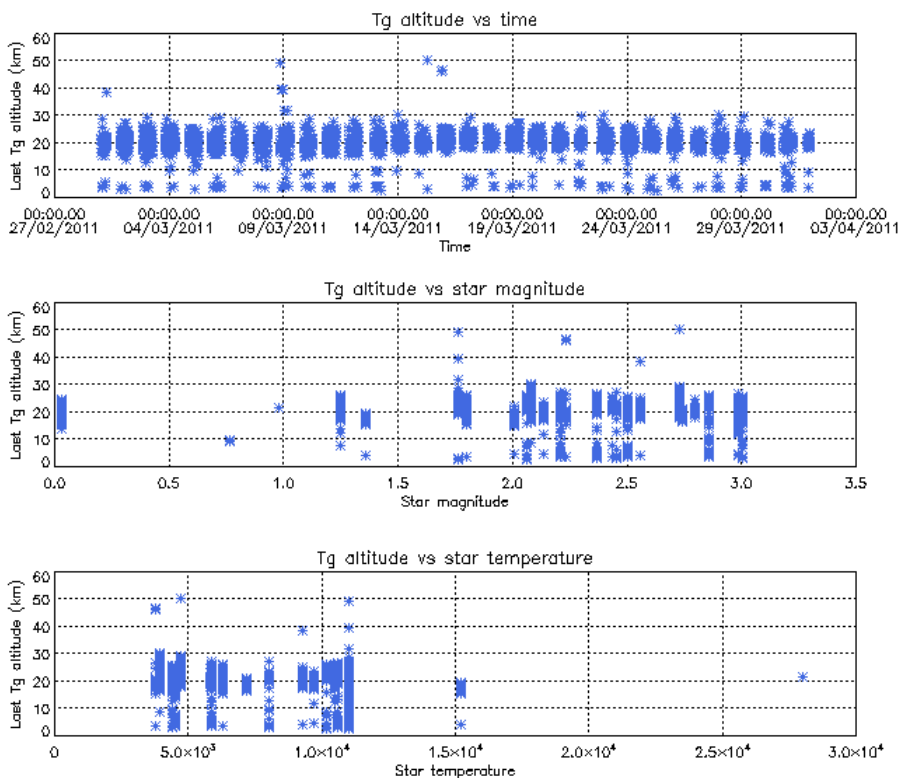 Tg altitude vs time
Last Tg altitude (km)
60
50
40
30
20
10
0
00:00.00 00:00.00 00:00.00 00:00.00 00:00.00 00:00.00 00:00.00 00:00.00
27/02/2011 04/03/2011 09/03/2011 14/03/2011 19/03/2011 24/03/2011 29/03/2011 03/04/2011
Time
Tg altitude vs star magnitude
Last Tg altitude (km)
60
50
40
30
20
10
0
0.0 0.5 1.0 1.5 2.0 2.5 3.0 3.5
Star magnitude
Tg altitude vs star temperature
Last Tg altitude (km)
60
50
40
30
20
10
0
0 5.0×10³ 1.0×10⁴ 1.5×10⁴ 2.0×10⁴ 2.5×10⁴ 3.0×10⁴
Star temperature